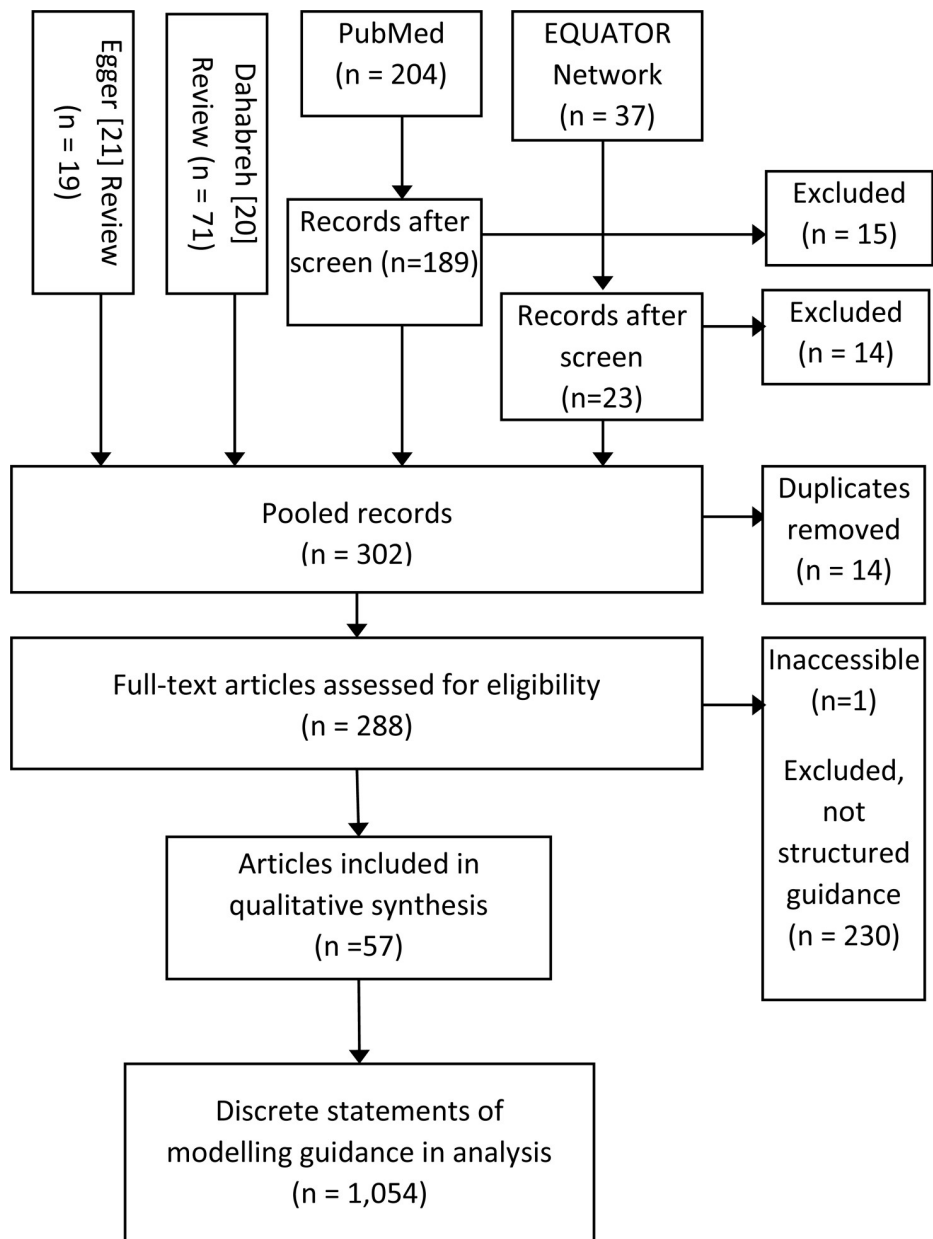 Egger [21] Review
(n = 19)
Dahabreh [20]
Review (n = 71)
PubMed
(n = 204)
EQUATOR
Network
(n = 37)
Records after
screen (n=189)
Excluded
(n = 15)
Records after
screen
(n=23)
Excluded
(n = 14)
Pooled records
(n = 302)
Duplicates
removed
(n = 14)
Full-text articles assessed for eligibility
(n = 288)
Inaccessible
(n=1)
Excluded,
not
structured
guidance
(n = 230)
Articles included in
qualitative synthesis
(n =57)
Discrete statements of
modelling guidance in analysis
(n = 1,054)